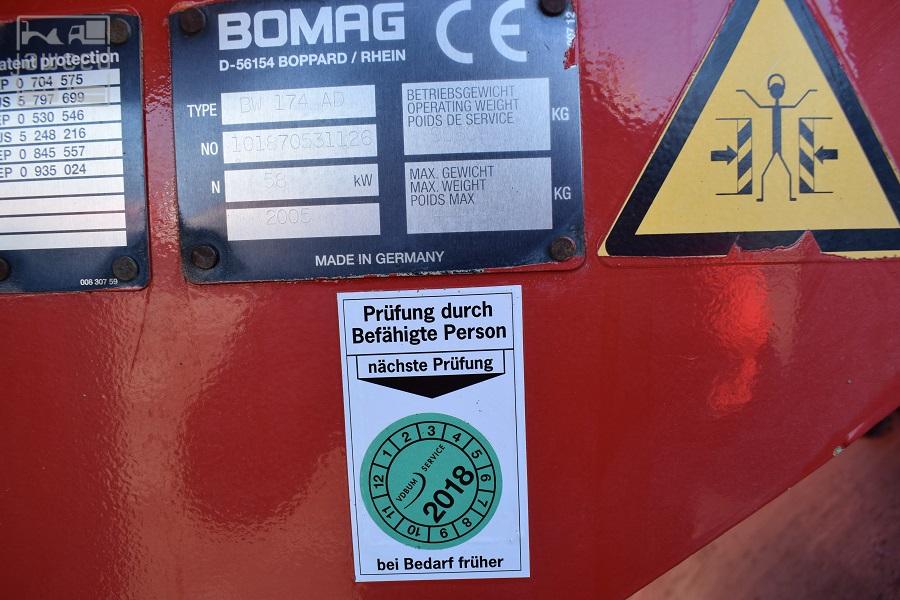 patent protection
EP 0 704 575
US 5 797 699
EP 0 530 546
US 5 248 216
EP 0 845 557
EP 0 935 024
008 307 59
BOMAG
CE
D-56154 BOPPARD / RHEIN
TYPE BW 174 AD
NO 101870531126
N 58 kW
2005
BETRIEBSGEWICHT
OPERATING WEIGHT
POIDS DE SERVICE
KG
MAX. GEWICHT
MAX. WEIGHT
POIDS MAX
KG
MADE IN GERMANY
Prüfung durch
Befähigte Person
nächste Prüfung
1 2 3 4 5 6 7 8 9 10 11 12
VDBUM SERVICE
2018
bei Bedarf früher